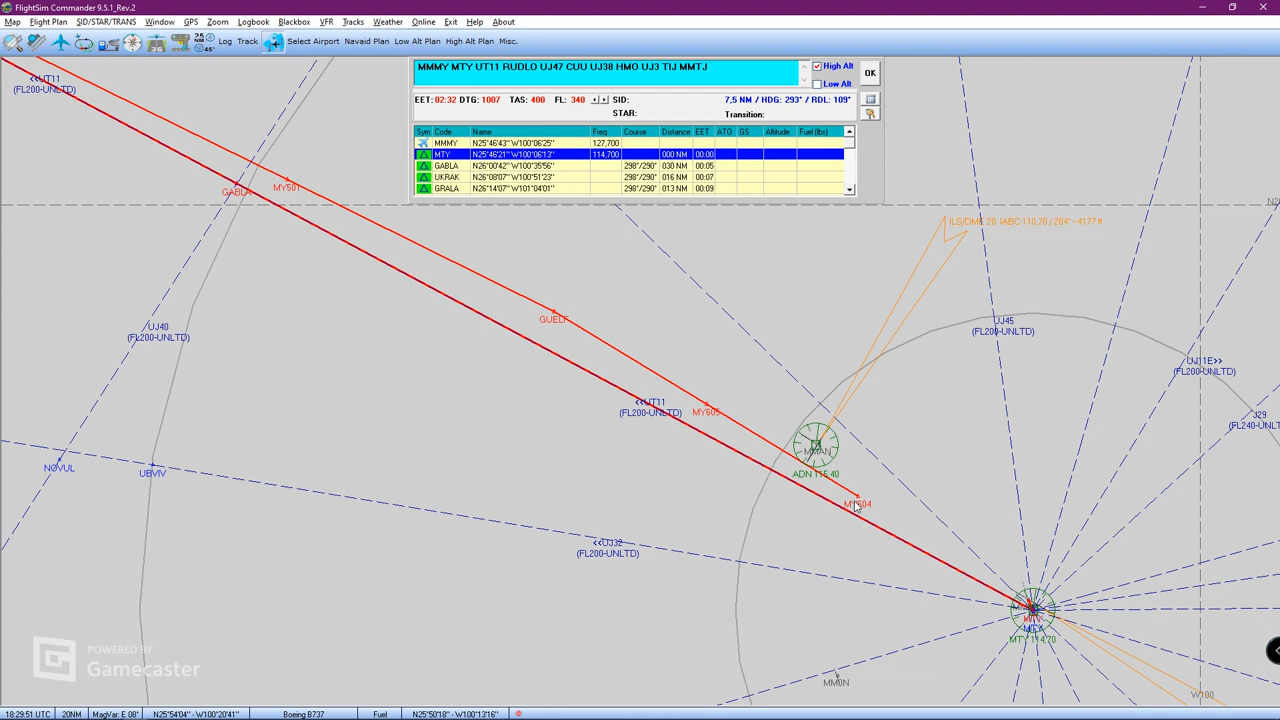 FlightSim Commander 9.5.1_Rev.2
Map Flight Plan SID/STAR/TRANS Window GPS Zoom Logbook Blackbox VFR Tracks Weather Online Exit Help About
25 NM 45° Log Track Select Airport Navaid Plan Low Alt Plan High Alt Plan Misc.
MMMY MTY UT11 RUDLO UJ47 CUU UJ38 HMO UJ3 TIJ MMTJ
High Alt
Low Alt
OK
EET: 02:32 DTG: 1007 TAS: 400 FL: 340 SID: 7,5 NM / HDG: 293° / RDL: 109°
STAR: Transition:
Sym Code Name Freq Course Distance EET ATO GS Altitude Fuel (lbs)
MMMY N25°46'43'' W100°06'25'' 127,700
MTY N25°46'21'' W100°06'13'' 114,700 000 NM 00:00
GABLA N26°00'42'' W100°35'56'' 298°/290° 030 NM 00:05
UKRAK N26°08'07'' W100°51'23'' 298°/290° 016 NM 00:07
GRALA N26°14'07'' W101°04'01'' 298°/290° 013 NM 00:09
<<UT11
(FL200-UNLTD)
GABLA
MY501
ILS/DME 20 IABC 110,70 / 204° - 4177 ft
GUELF
UJ40
(FL200-UNLTD)
UJ45
(FL200-UNLTD)
UJ11E>>
(FL200-UNLTD)
<<UT11
(FL200-UNLTD)
MY605
J29
(FL240-UNLT
MMAN
ADN 115.40
NOVUL
UBVIV
MY604
<<UJ32
(FL200-UNLTD)
MTY
MTY 114.70
MM0N
W100°
POWERED BY
Gamecaster
18:29:51 UTC 20NM MagVar: E 08° N25°54'04'' - W100°20'41'' Boeing B737 Fuel N25°50'18'' - W100°13'16''